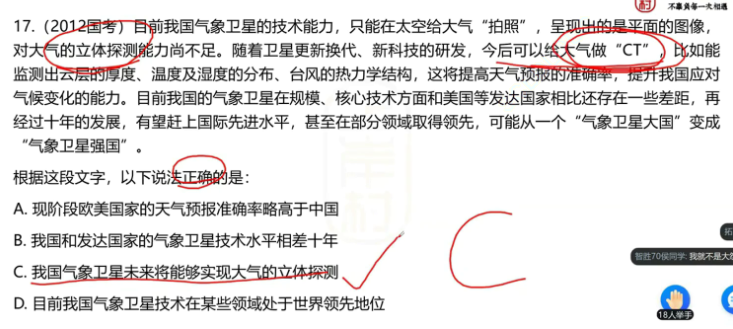 不靠负每一次相遇
17.（2012国考）目前我国气象卫星的技术能力，只能在太空给大气“拍照”，呈现出的是平面的图像，
对大气的立体探测能力尚不足。随着卫星更新换代、新科技的研发，今后可以给大气做“CT”，比如能
监测出云层的厚度、温度及湿度的分布、台风的热力学结构，这将提高天气预报的准确率，提升我国应对
气候变化的能力。目前我国的气象卫星在规模、核心技术方面和美国等发达国家相比还存在一些差距，再
经过十年的发展，有望赶上国际先进水平，甚至在部分领域取得领先，可能从一个“气象卫星大国”变成
“气象卫星强国”。
根据这段文字，以下说法正确的是：
A. 现阶段欧美国家的天气预报准确率略高于中国
B. 我国和发达国家的气象卫星技术水平相差十年
C. 我国气象卫星未来将能够实现大气的立体探测
D. 目前我国气象卫星技术在某些领域处于世界领先地位
C
拓
智胜70侯同学: 我就不是大
18人举手